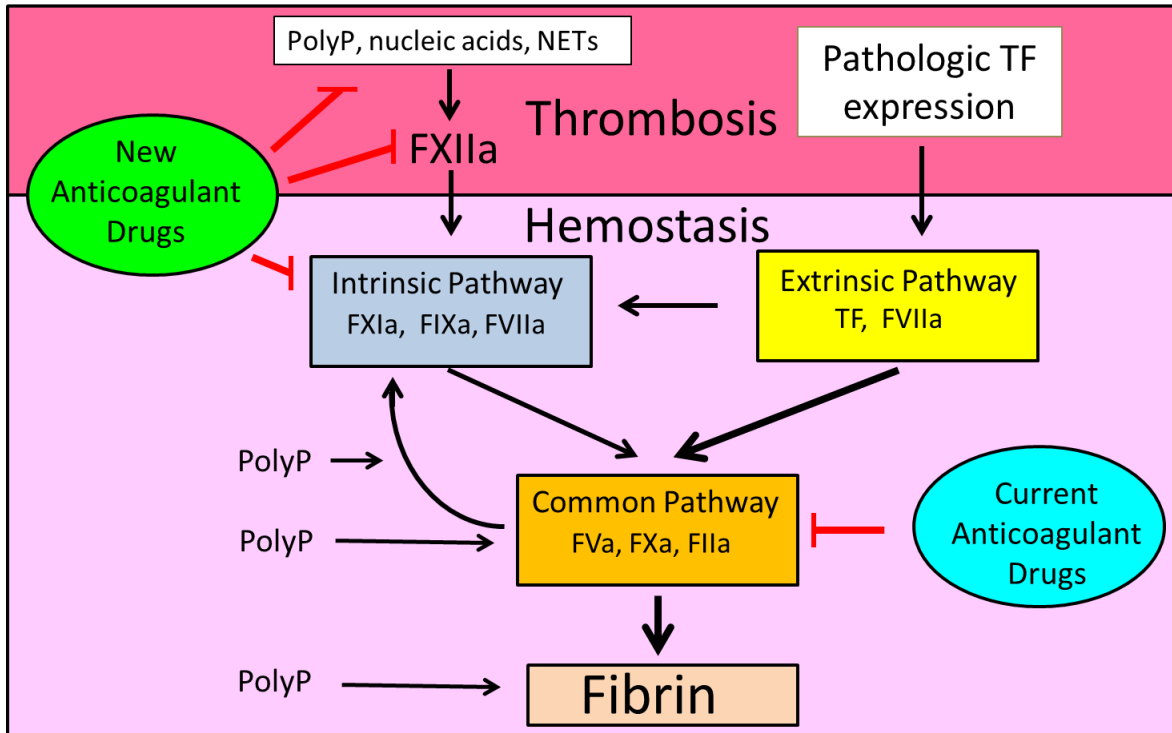 PolyP, nucleic acids, NETs
Pathologic TF
expression
Thrombosis
FXIIa
New
Anticoagulant
Drugs
Hemostasis
Intrinsic Pathway
FXIa, FIXa, FVIIa
Extrinsic Pathway
TF, FVIIa
PolyP
Common Pathway
FVa, FXa, FIIa
Current
Anticoagulant
Drugs
PolyP
PolyP
Fibrin